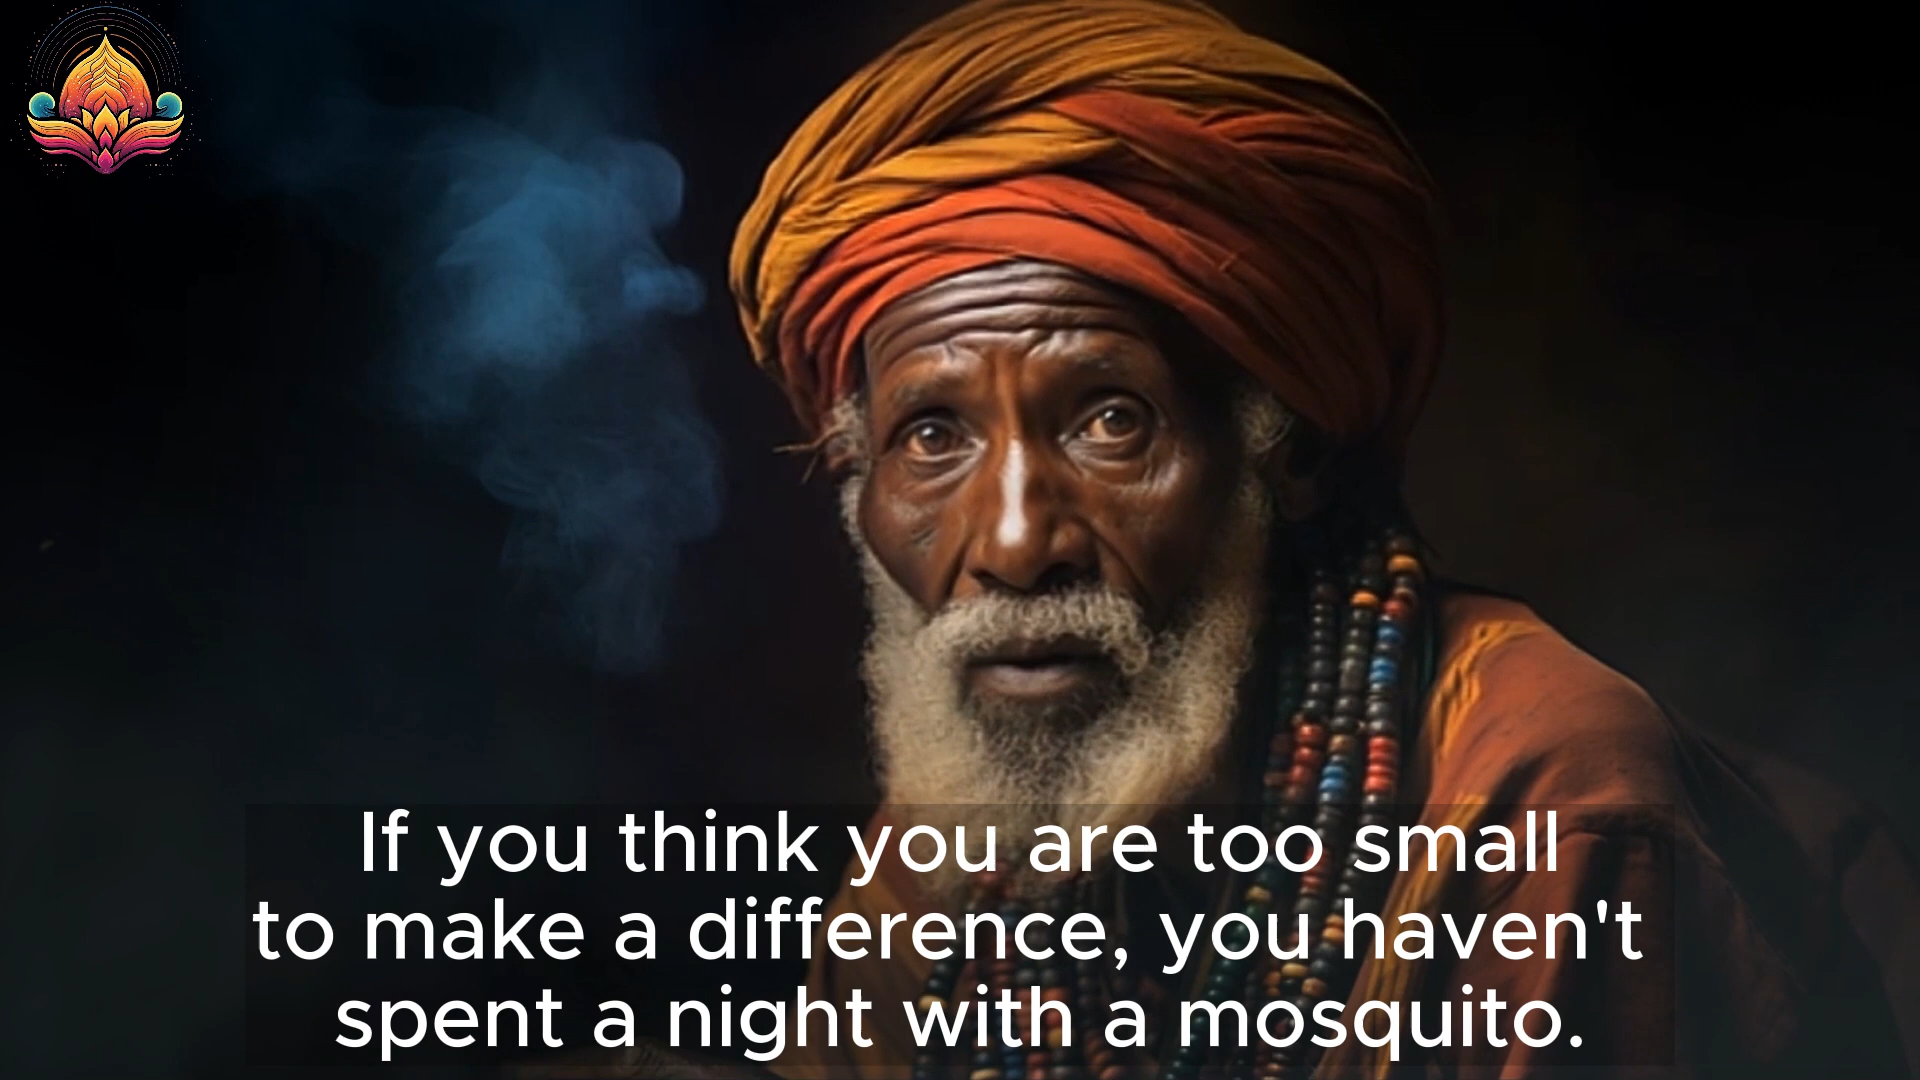 If you think you are too small
to make a difference, you haven't
spent a night with a mosquito.